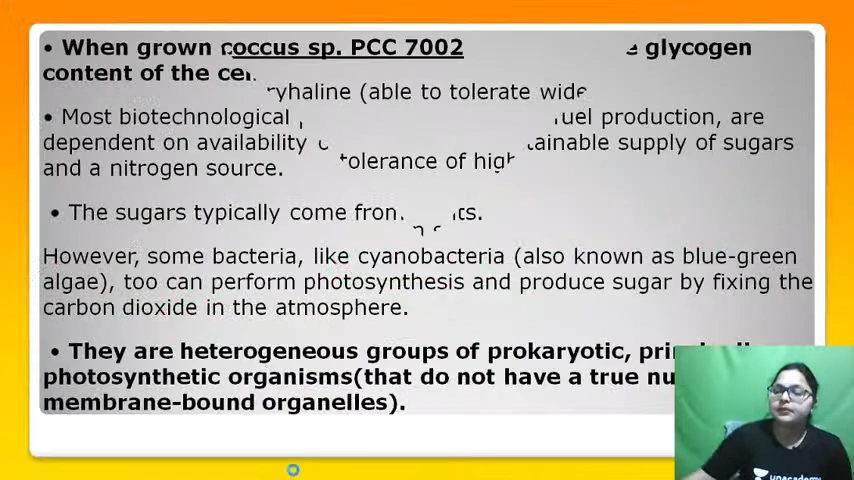 • When grown coccus sp. PCC 7002 glycogen
content of the
ryhaline (able to tolerate wide
• Most biotechnological fuel production, are
dependent on availability tainable supply of sugars
tolerance of high
and a nitrogen source.
• The sugars typically come from
However, some bacteria, like cyanobacteria (also known as blue-green
algae), too can perform photosynthesis and produce sugar by fixing the
carbon dioxide in the atmosphere.
• They are heterogeneous groups of prokaryotic,
photosynthetic organisms(that do not have a true
membrane-bound organelles).
unacademy